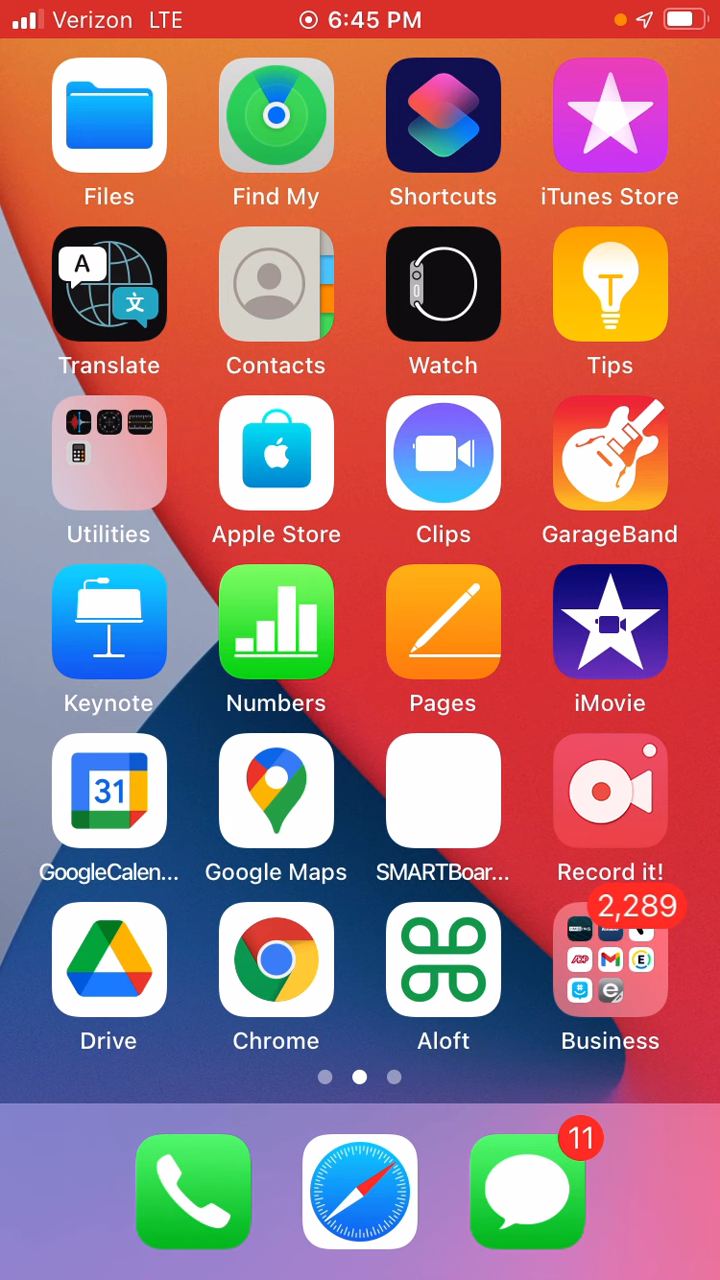 Verizon LTE 6:45 PM
Files Find My Shortcuts iTunes Store
A 文 T
Translate Contacts Watch Tips
Utilities Apple Store Clips GarageBand
Keynote Numbers Pages iMovie
31
GoogleCalen... Google Maps SMARTBoar... Record it!
2,289
Drive Chrome Aloft Business
11